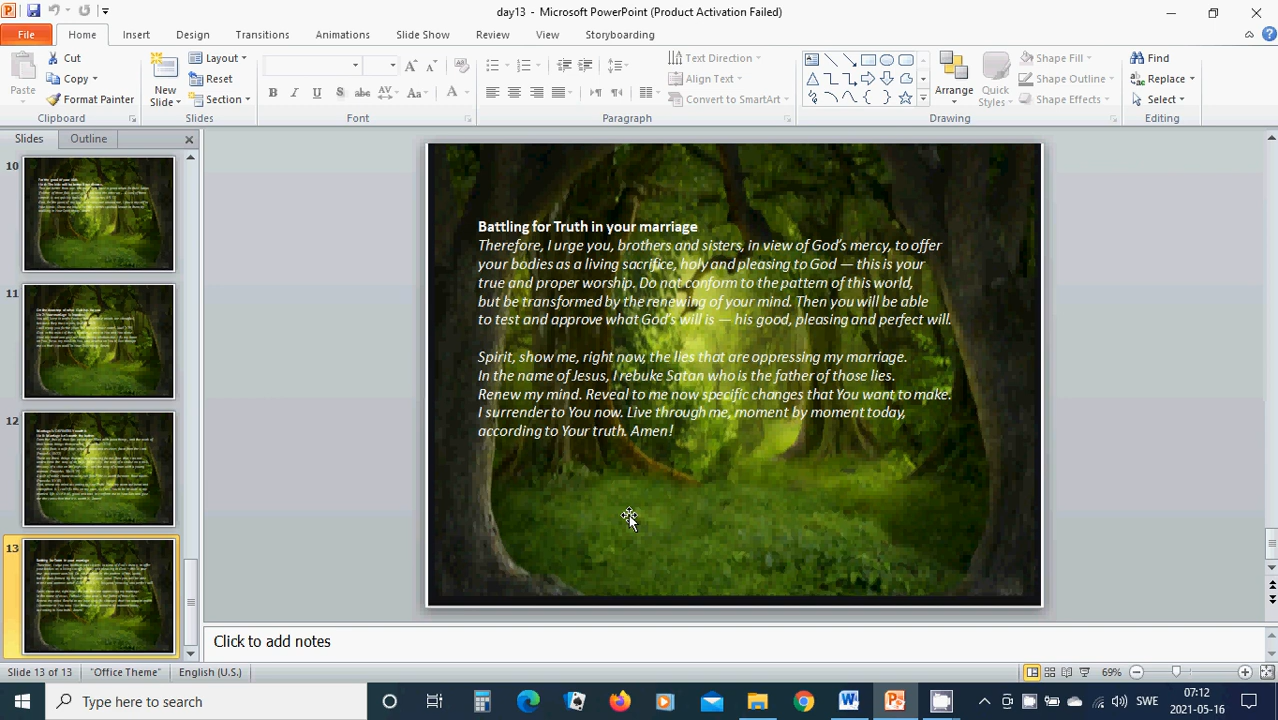 day13 - Microsoft PowerPoint (Product Activation Failed)
File Home Insert Design Transitions Animations Slide Show Review View Storyboarding
Paste
Cut
Copy
Format Painter
Clipboard
New Slide
Layout
Reset
Section
Slides
B I U S abc AV Aa A
Font
Text Direction
Align Text
Convert to SmartArt
Paragraph
Arrange
Quick Styles
Shape Fill
Shape Outline
Shape Effects
Drawing
Find
Replace
Select
Editing
Slides Outline
10
11
12
13
Battling for Truth in your marriage
Therefore, I urge you, brothers and sisters, in view of God's mercy, to offer
your bodies as a living sacrifice, holy and pleasing to God — this is your
true and proper worship. Do not conform to the pattern of this world,
but be transformed by the renewing of your mind. Then you will be able
to test and approve what God's will is — his good, pleasing and perfect will.
Spirit, show me, right now, the lies that are oppressing my marriage.
In the name of Jesus, I rebuke Satan who is the father of those lies.
Renew my mind. Reveal to me now specific changes that You want to make.
I surrender to You now. Live through me, moment by moment today,
according to Your truth. Amen!
Click to add notes
Slide 13 of 13 "Office Theme" English (U.S.) 69%
Type here to search
SWE
07:12
2021-05-16